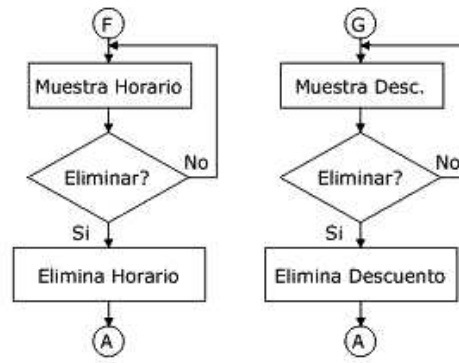 F
Muestra Horario
Eliminar?
No
Si
Elimina Horario
A
G
Muestra Desc.
Eliminar?
No
Si
Elimina Descuento
A